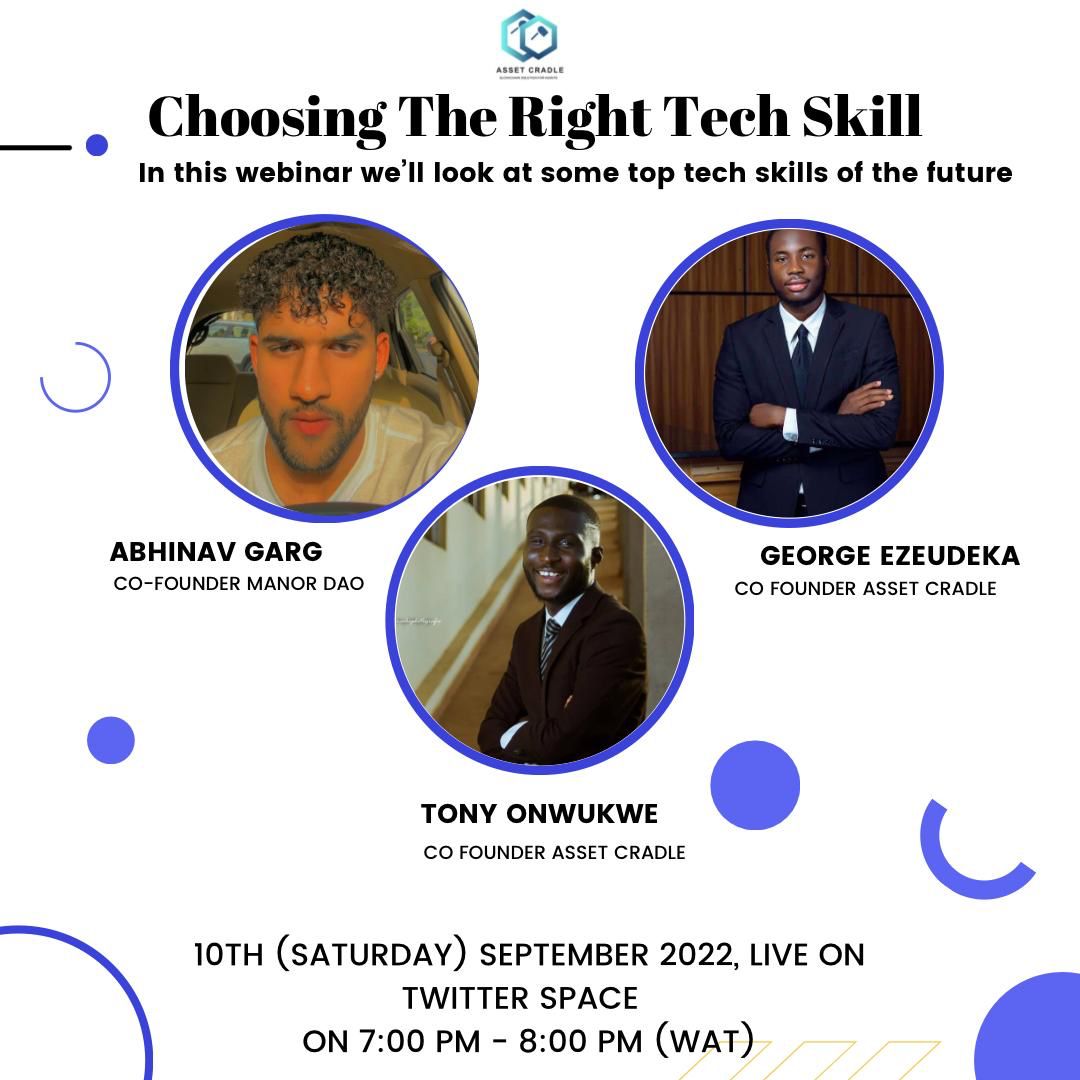 ASSET CRADLE
Choosing The Right Tech Skill
In this webinar we’ll look at some top tech skills of the future
ABHINAV GARG
CO-FOUNDER MANOR DAO
GEORGE EZEUDEKA
CO FOUNDER ASSET CRADLE
TONY ONWUKWE
CO FOUNDER ASSET CRADLE
10TH (SATURDAY) SEPTEMBER 2022, LIVE ON
TWITTER SPACE
ON 7:00 PM - 8:00 PM (WAT)